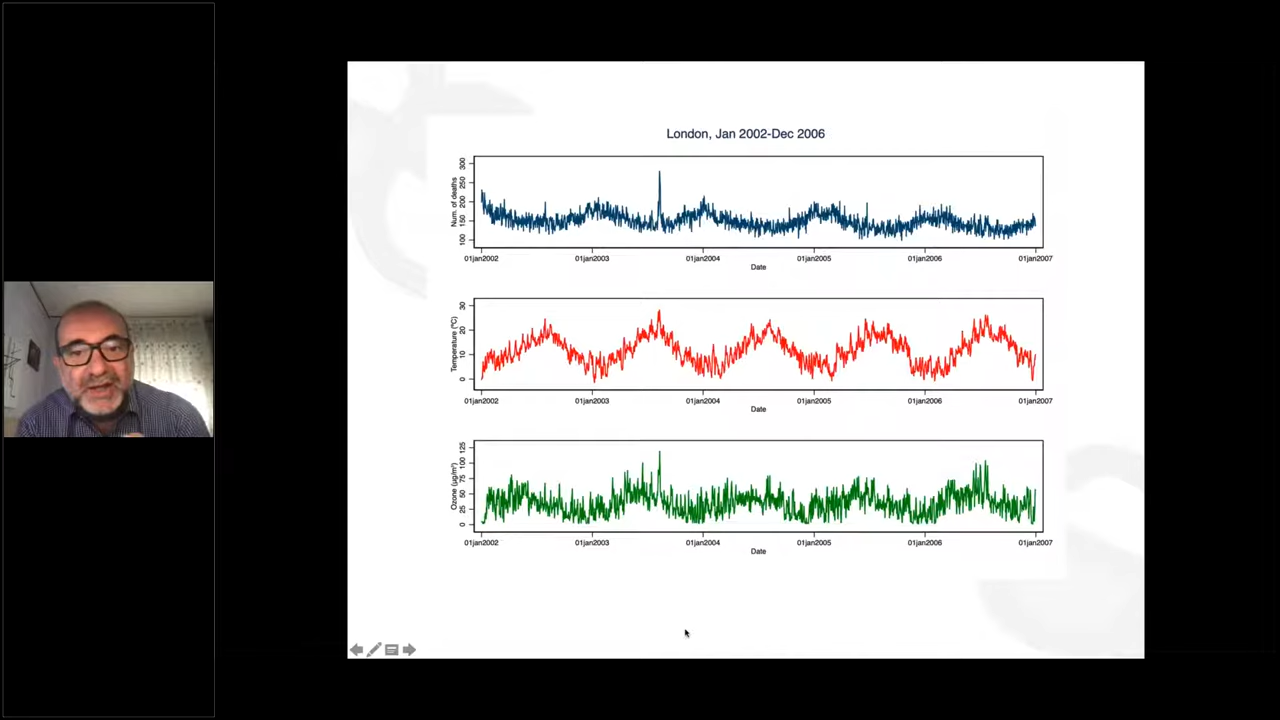 London, Jan 2002-Dec 2006
Num. of deaths
300
250
200
150
100
01jan2002 01jan2003 01jan2004 01jan2005 01jan2006 01jan2007
Date
Temperature (°C)
30
20
10
0
01jan2002 01jan2003 01jan2004 01jan2005 01jan2006 01jan2007
Date
Ozone (µg/m³)
125
100
75
50
25
0
01jan2002 01jan2003 01jan2004 01jan2005 01jan2006 01jan2007
Date